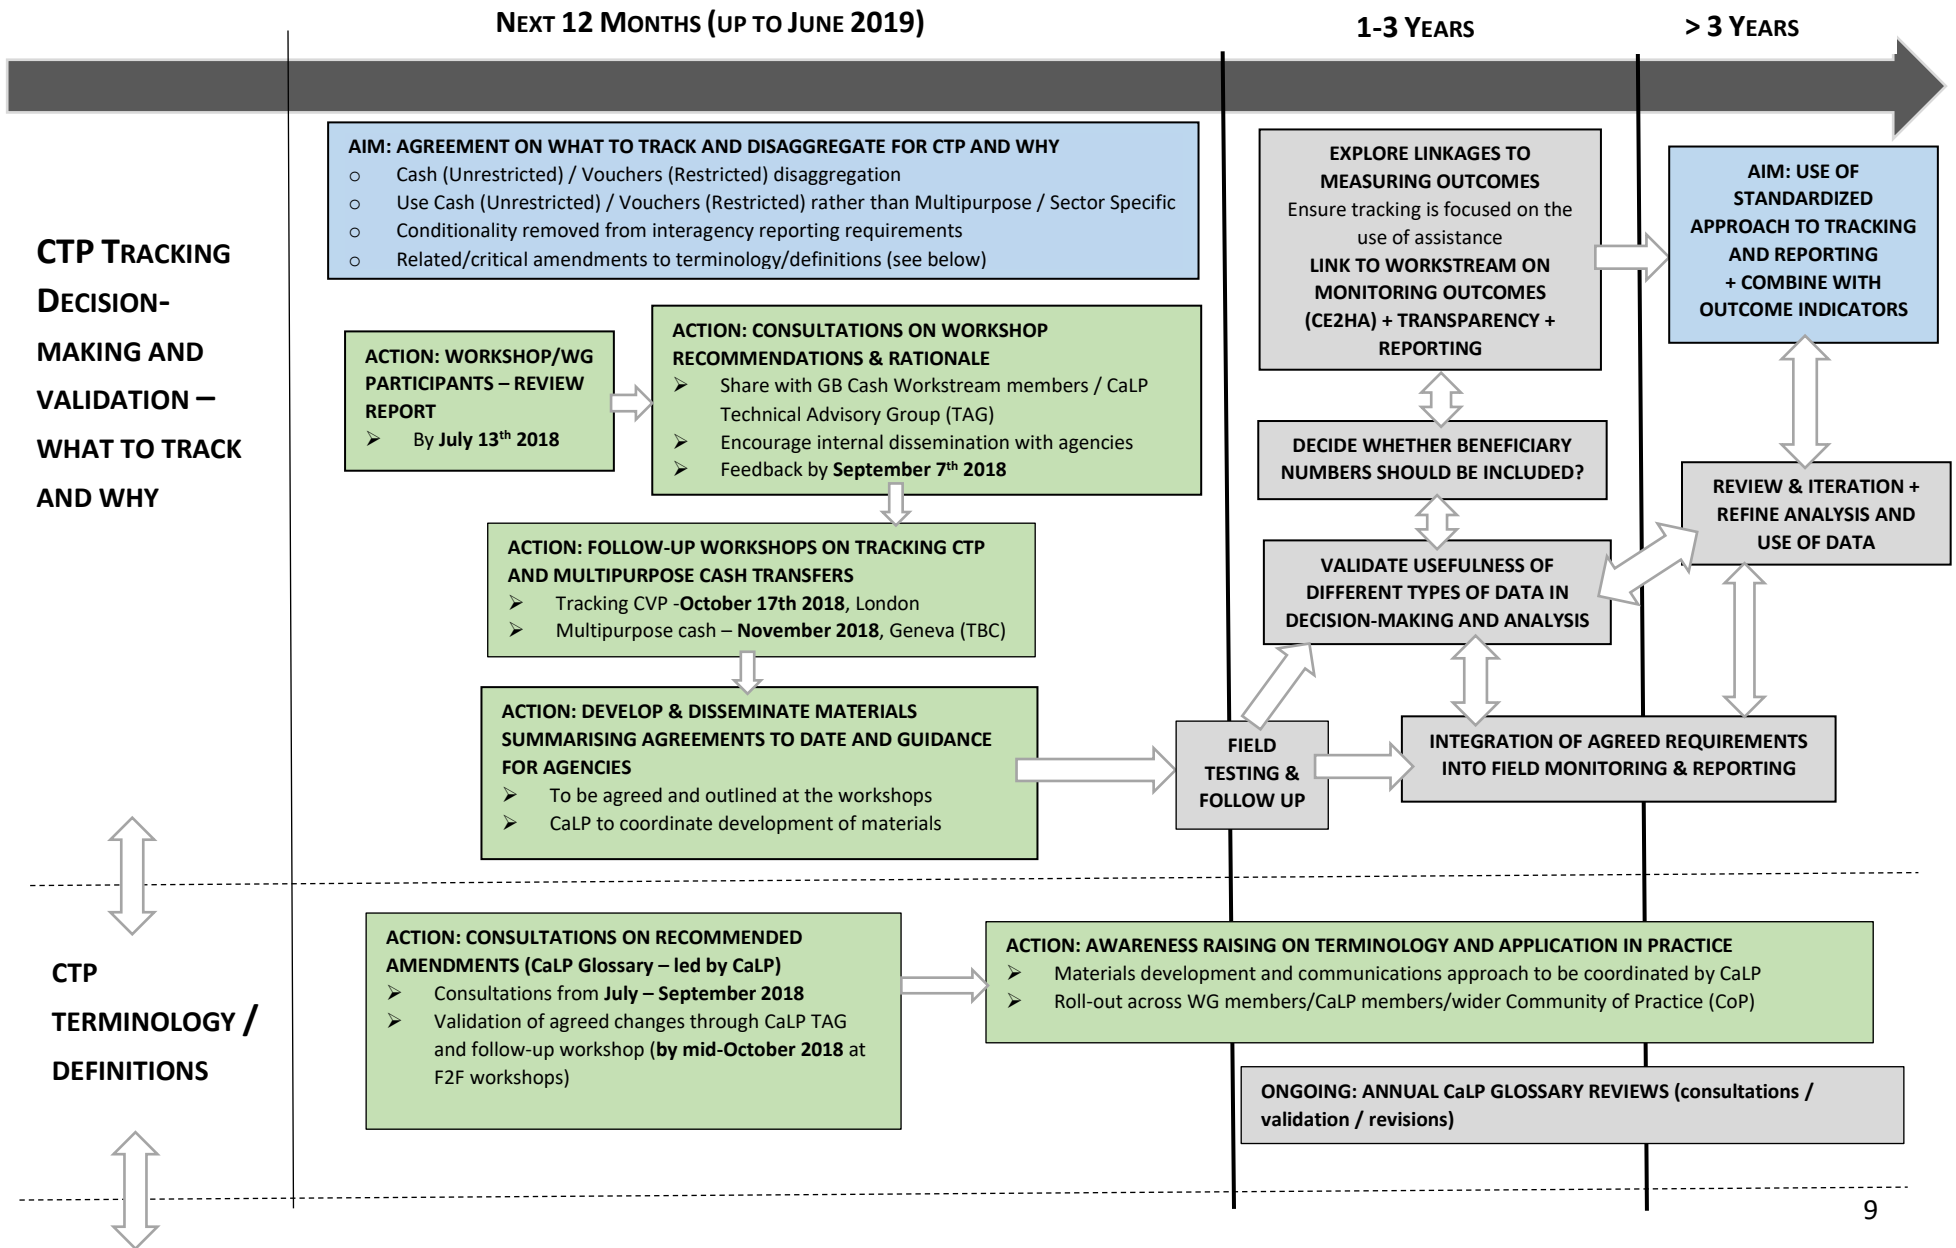 NEXT 12 MONTHS (UP TO JUNE 2019)
1-3 YEARS
> 3 YEARS
CTP TRACKING
DECISION-
MAKING AND
VALIDATION –
WHAT TO TRACK
AND WHY
AIM: AGREEMENT ON WHAT TO TRACK AND DISAGGREGATE FOR CTP AND WHY
o Cash (Unrestricted) / Vouchers (Restricted) disaggregation
o Use Cash (Unrestricted) / Vouchers (Restricted) rather than Multipurpose / Sector Specific
o Conditionality removed from interagency reporting requirements
o Related/critical amendments to terminology/definitions (see below)
ACTION: WORKSHOP/WG
PARTICIPANTS – REVIEW
REPORT
➢ By July 13th 2018
ACTION: CONSULTATIONS ON WORKSHOP
RECOMMENDATIONS & RATIONALE
➢ Share with GB Cash Workstream members / CaLP
Technical Advisory Group (TAG)
➢ Encourage internal dissemination with agencies
➢ Feedback by September 7th 2018
ACTION: FOLLOW-UP WORKSHOPS ON TRACKING CTP
AND MULTIPURPOSE CASH TRANSFERS
➢ Tracking CVP -October 17th 2018, London
➢ Multipurpose cash – November 2018, Geneva (TBC)
ACTION: DEVELOP & DISSEMINATE MATERIALS
SUMMARISING AGREEMENTS TO DATE AND GUIDANCE
FOR AGENCIES
➢ To be agreed and outlined at the workshops
➢ CaLP to coordinate development of materials
FIELD
TESTING &
FOLLOW UP
EXPLORE LINKAGES TO
MEASURING OUTCOMES
Ensure tracking is focused on the
use of assistance
LINK TO WORKSTREAM ON
MONITORING OUTCOMES
(CE2HA) + TRANSPARENCY +
REPORTING
DECIDE WHETHER BENEFICIARY
NUMBERS SHOULD BE INCLUDED?
VALIDATE USEFULNESS OF
DIFFERENT TYPES OF DATA IN
DECISION-MAKING AND ANALYSIS
INTEGRATION OF AGREED REQUIREMENTS
INTO FIELD MONITORING & REPORTING
AIM: USE OF
STANDARDIZED
APPROACH TO TRACKING
AND REPORTING
+ COMBINE WITH
OUTCOME INDICATORS
REVIEW & ITERATION +
REFINE ANALYSIS AND
USE OF DATA
CTP
TERMINOLOGY /
DEFINITIONS
ACTION: CONSULTATIONS ON RECOMMENDED
AMENDMENTS (CaLP Glossary – led by CaLP)
➢ Consultations from July – September 2018
➢ Validation of agreed changes through CaLP TAG
and follow-up workshop (by mid-October 2018 at
F2F workshops)
ACTION: AWARENESS RAISING ON TERMINOLOGY AND APPLICATION IN PRACTICE
➢ Materials development and communications approach to be coordinated by CaLP
➢ Roll-out across WG members/CaLP members/wider Community of Practice (CoP)
ONGOING: ANNUAL CaLP GLOSSARY REVIEWS (consultations /
validation / revisions)
9